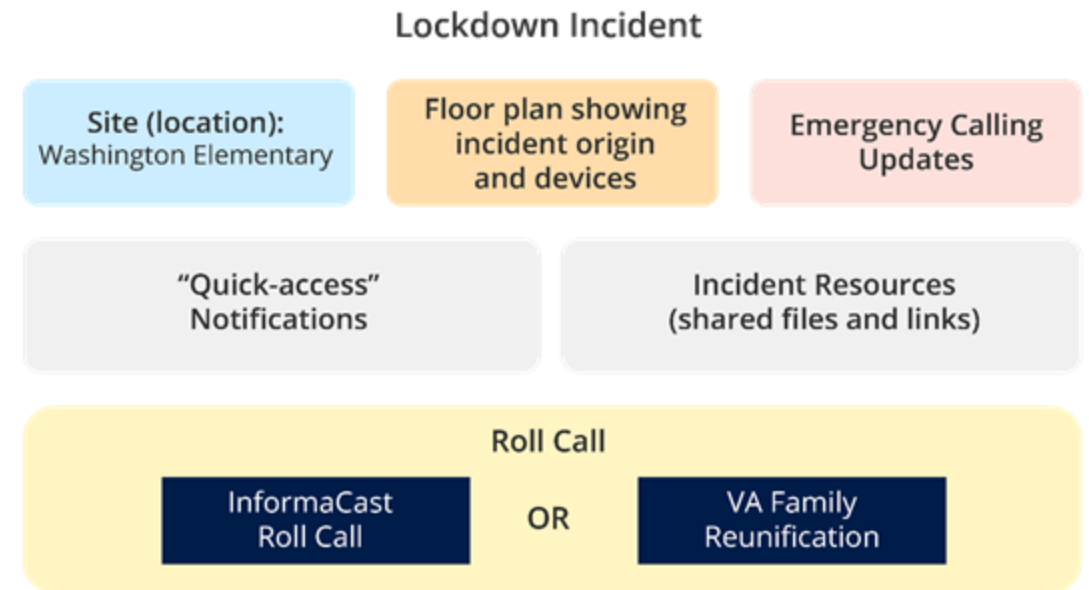 Lockdown Incident
Site (location):
Washington Elementary
Floor plan showing
incident origin
and devices
Emergency Calling
Updates
“Quick-access”
Notifications
Incident Resources
(shared files and links)
Roll Call
InformaCast
Roll Call
OR
VA Family
Reunification